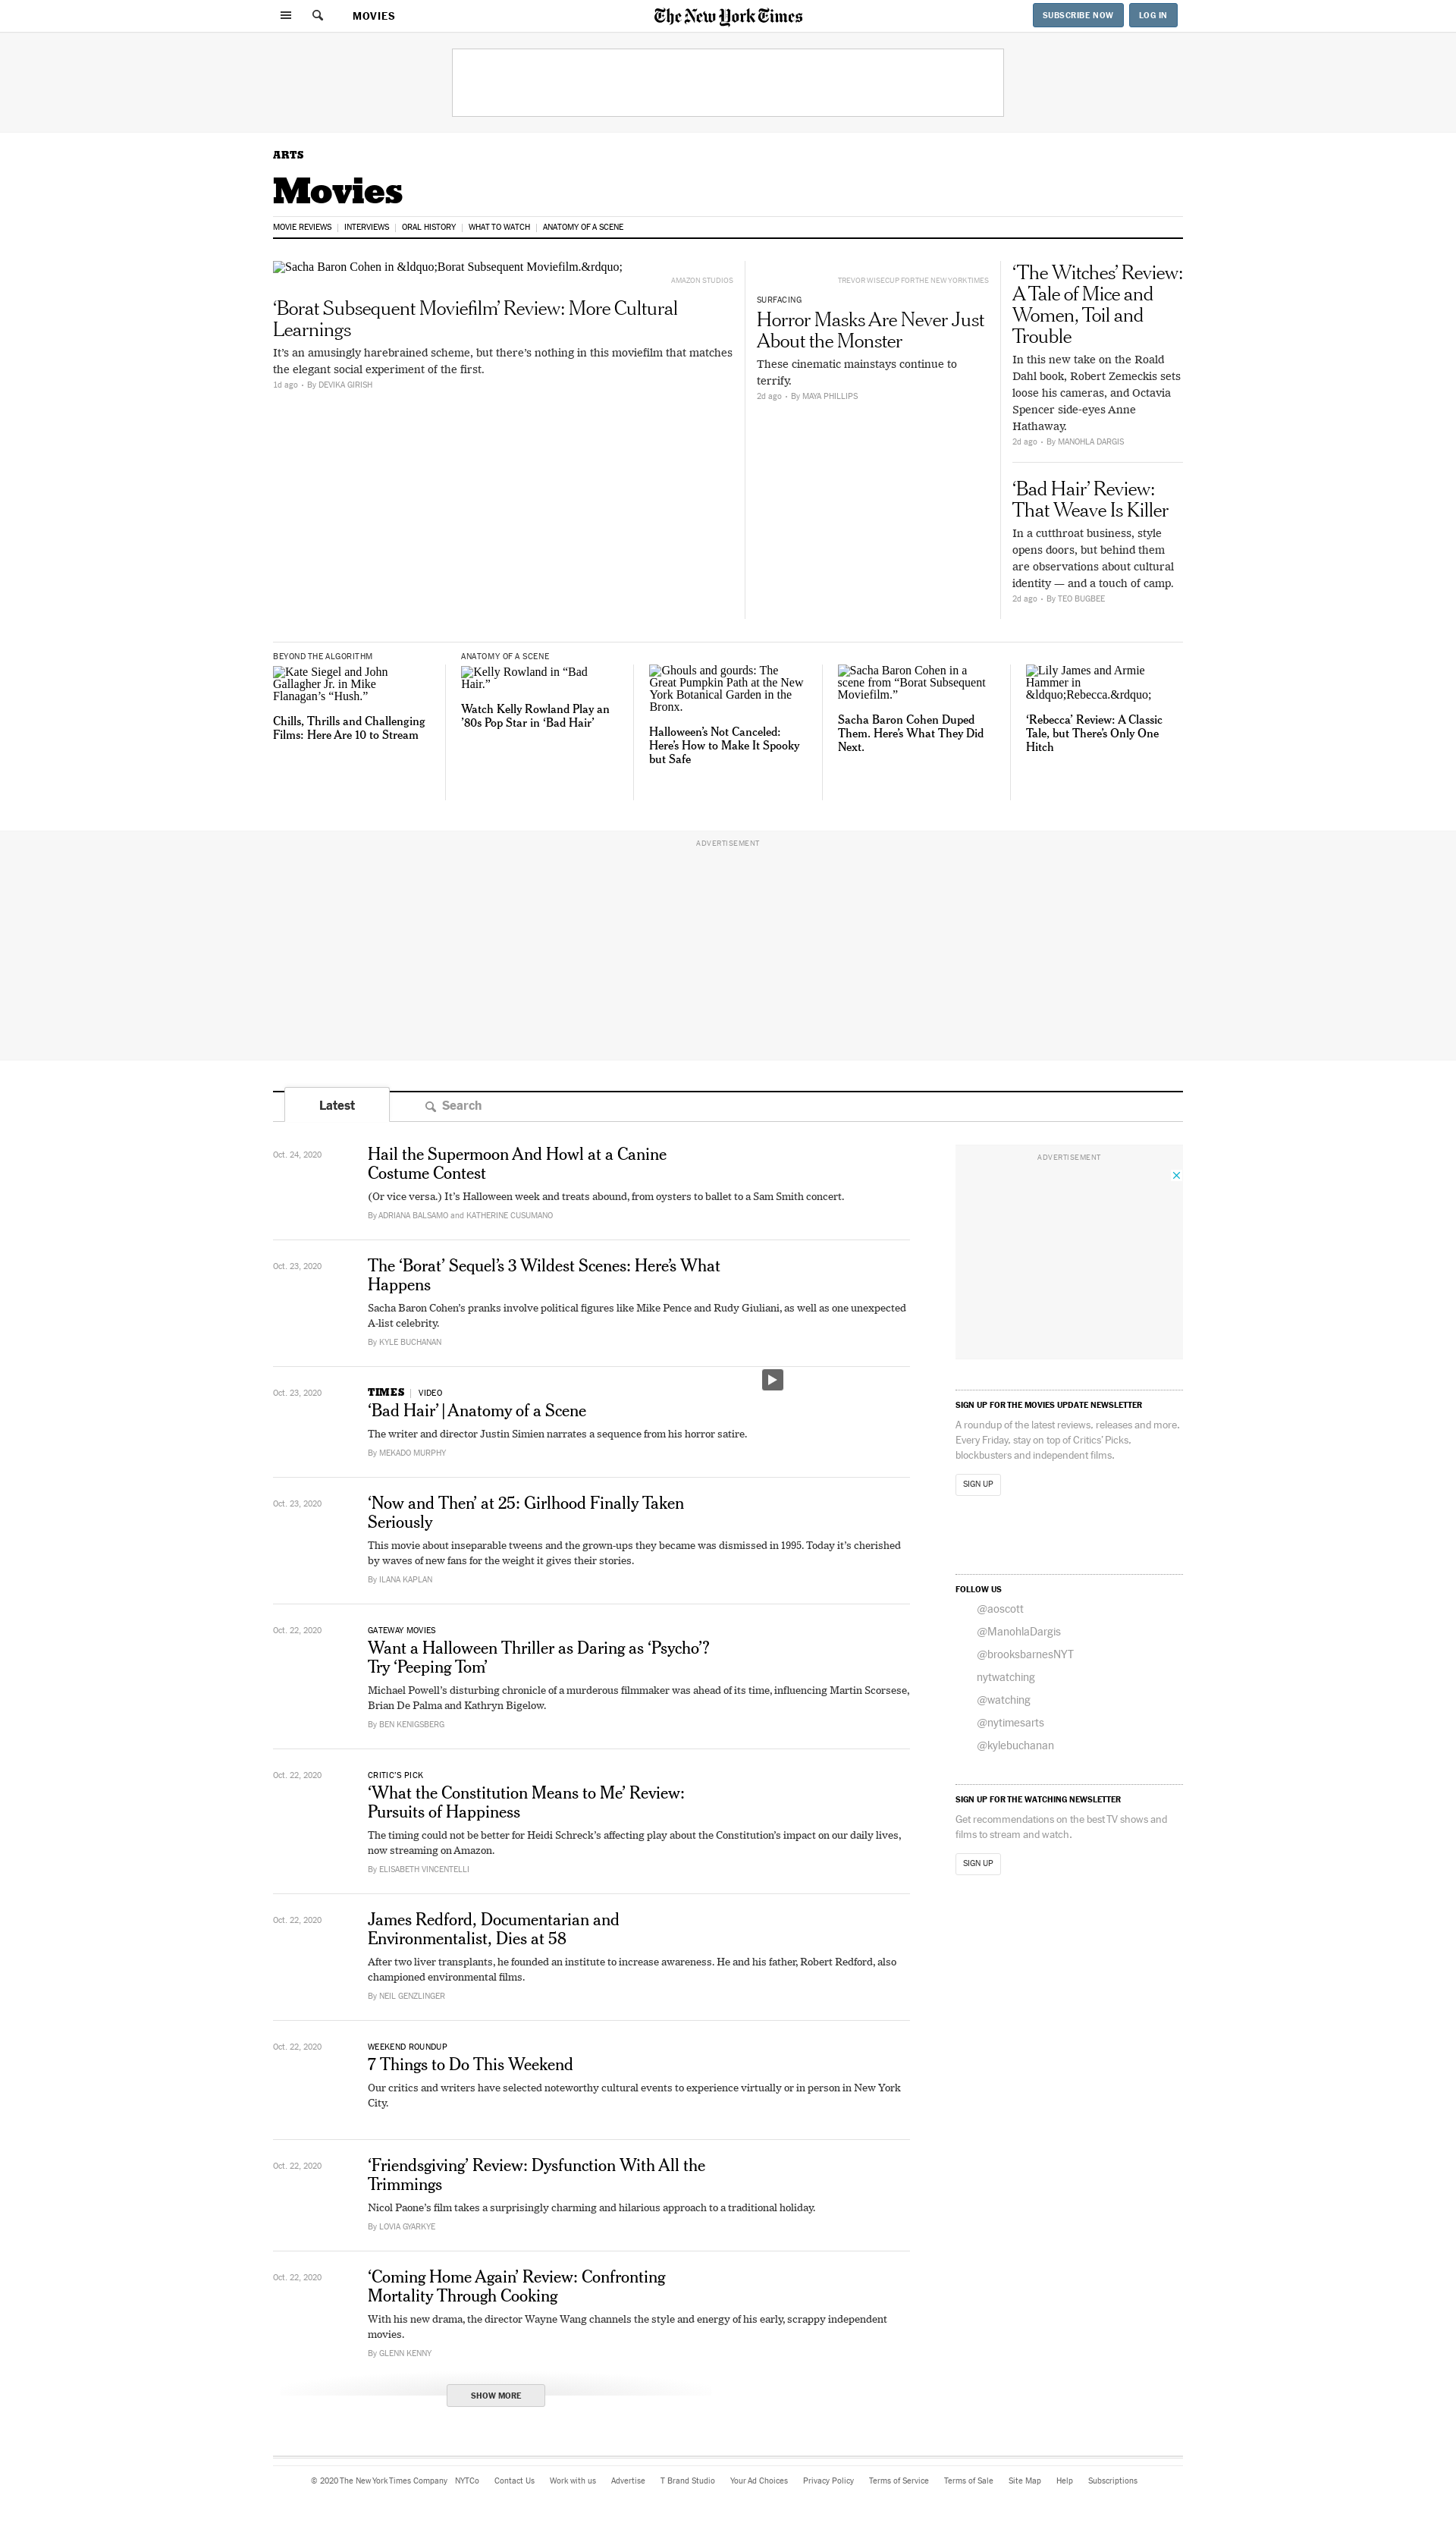 MOVIES
The New York Times
SUBSCRIBE NOW
LOG IN
ARTS
Movies
MOVIE REVIEWS | INTERVIEWS | ORAL HISTORY | WHAT TO WATCH | ANATOMY OF A SCENE
Sacha Baron Cohen in &ldquo;Borat Subsequent Moviefilm.&rdquo;
AMAZON STUDIOS
‘Borat Subsequent Moviefilm’ Review: More Cultural
Learnings
It’s an amusingly harebrained scheme, but there’s nothing in this moviefilm that matches
the elegant social experiment of the first.
1d ago • By DEVIKA GIRISH
TREVOR WISECUP FOR THE NEW YORK TIMES
SURFACING
Horror Masks Are Never Just
About the Monster
These cinematic mainstays continue to
terrify.
2d ago • By MAYA PHILLIPS
‘The Witches’ Review:
A Tale of Mice and
Women, Toil and
Trouble
In this new take on the Roald
Dahl book, Robert Zemeckis sets
loose his cameras, and Octavia
Spencer side-eyes Anne
Hathaway.
2d ago • By MANOHLA DARGIS
‘Bad Hair’ Review:
That Weave Is Killer
In a cutthroat business, style
opens doors, but behind them
are observations about cultural
identity — and a touch of camp.
2d ago • By TEO BUGBEE
BEYOND THE ALGORITHM
Kate Siegel and John
Gallagher Jr. in Mike
Flanagan’s “Hush.”
Chills, Thrills and Challenging
Films: Here Are 10 to Stream
ANATOMY OF A SCENE
Kelly Rowland in “Bad
Hair.”
Watch Kelly Rowland Play an
’80s Pop Star in ‘Bad Hair’
Ghouls and gourds: The
Great Pumpkin Path at the New
York Botanical Garden in the
Bronx.
Halloween’s Not Canceled:
Here’s How to Make It Spooky
but Safe
Sacha Baron Cohen in a
scene from “Borat Subsequent
Moviefilm.”
Sacha Baron Cohen Duped
Them. Here’s What They Did
Next.
Lily James and Armie
Hammer in
&ldquo;Rebecca.&rdquo;
‘Rebecca’ Review: A Classic
Tale, but There’s Only One
Hitch
ADVERTISEMENT
Latest
Search
Oct. 24, 2020
Hail the Supermoon And Howl at a Canine
Costume Contest
(Or vice versa.) It’s Halloween week and treats abound, from oysters to ballet to a Sam Smith concert.
By ADRIANA BALSAMO and KATHERINE CUSUMANO
Oct. 23, 2020
The ‘Borat’ Sequel’s 3 Wildest Scenes: Here’s What
Happens
Sacha Baron Cohen’s pranks involve political figures like Mike Pence and Rudy Giuliani, as well as one unexpected
A-list celebrity.
By KYLE BUCHANAN
Oct. 23, 2020
TIMES | VIDEO
‘Bad Hair’ | Anatomy of a Scene
The writer and director Justin Simien narrates a sequence from his horror satire.
By MEKADO MURPHY
Oct. 23, 2020
‘Now and Then’ at 25: Girlhood Finally Taken
Seriously
This movie about inseparable tweens and the grown-ups they became was dismissed in 1995. Today it’s cherished
by waves of new fans for the weight it gives their stories.
By ILANA KAPLAN
Oct. 22, 2020
GATEWAY MOVIES
Want a Halloween Thriller as Daring as ‘Psycho’?
Try ‘Peeping Tom’
Michael Powell’s disturbing chronicle of a murderous filmmaker was ahead of its time, influencing Martin Scorsese,
Brian De Palma and Kathryn Bigelow.
By BEN KENIGSBERG
Oct. 22, 2020
CRITIC’S PICK
‘What the Constitution Means to Me’ Review:
Pursuits of Happiness
The timing could not be better for Heidi Schreck’s affecting play about the Constitution’s impact on our daily lives,
now streaming on Amazon.
By ELISABETH VINCENTELLI
Oct. 22, 2020
James Redford, Documentarian and
Environmentalist, Dies at 58
After two liver transplants, he founded an institute to increase awareness. He and his father, Robert Redford, also
championed environmental films.
By NEIL GENZLINGER
Oct. 22, 2020
WEEKEND ROUNDUP
7 Things to Do This Weekend
Our critics and writers have selected noteworthy cultural events to experience virtually or in person in New York
City.
Oct. 22, 2020
‘Friendsgiving’ Review: Dysfunction With All the
Trimmings
Nicol Paone’s film takes a surprisingly charming and hilarious approach to a traditional holiday.
By LOVIA GYARKYE
Oct. 22, 2020
‘Coming Home Again’ Review: Confronting
Mortality Through Cooking
With his new drama, the director Wayne Wang channels the style and energy of his early, scrappy independent
movies.
By GLENN KENNY
SHOW MORE
ADVERTISEMENT
SIGN UP FOR THE MOVIES UPDATE NEWSLETTER
A roundup of the latest reviews, releases and more.
Every Friday, stay on top of Critics’ Picks,
blockbusters and independent films.
SIGN UP
FOLLOW US
@aoscott
@ManohlaDargis
@brooksbarnesNYT
nytwatching
@watching
@nytimesarts
@kylebuchanan
SIGN UP FOR THE WATCHING NEWSLETTER
Get recommendations on the best TV shows and
films to stream and watch.
SIGN UP
© 2020 The New York Times Company NYTCo Contact Us Work with us Advertise T Brand Studio Your Ad Choices Privacy Policy Terms of Service Terms of Sale Site Map Help Subscriptions